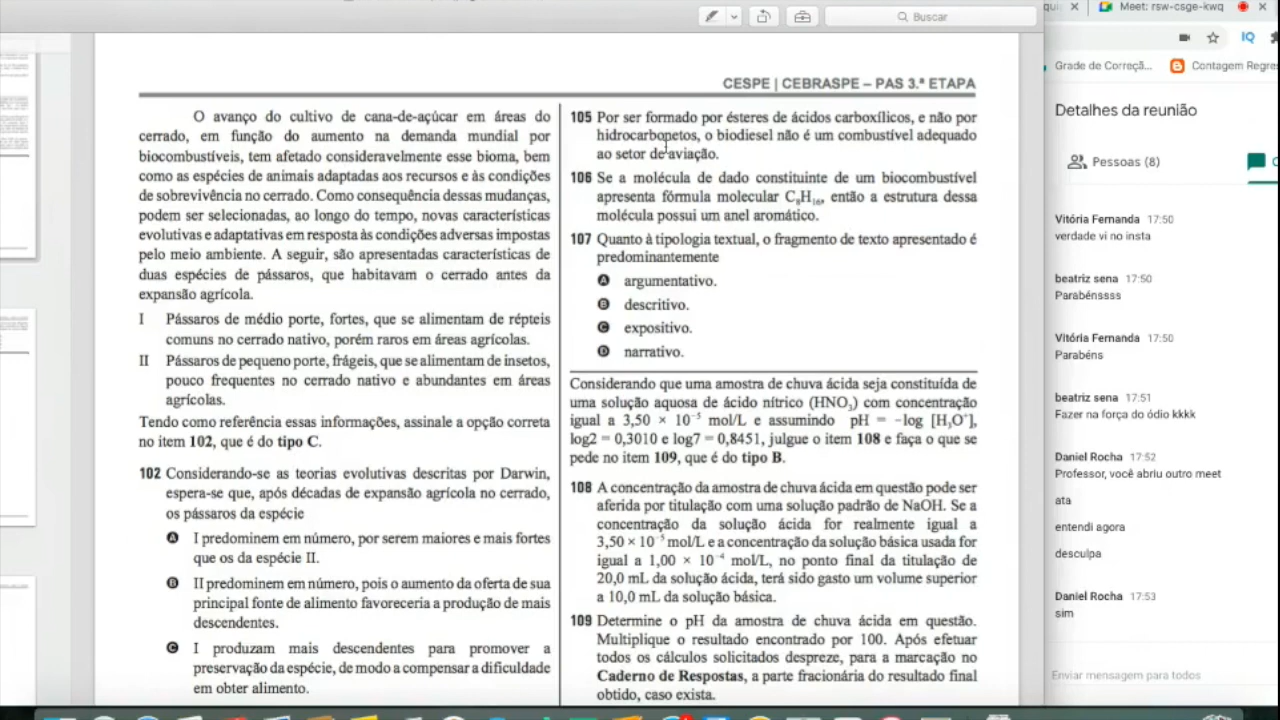 Buscar
Meet: rsw-csge-kwq
Grade de Correçã...
Contagem Regre
CESPE | CEBRASPE – PAS 3.ª ETAPA
O avanço do cultivo de cana-de-açúcar em áreas do
cerrado, em função do aumento na demanda mundial por
biocombustíveis, tem afetado consideravelmente esse bioma, bem
como as espécies de animais adaptadas aos recursos e às condições
de sobrevivência no cerrado. Como consequência dessas mudanças,
podem ser selecionadas, ao longo do tempo, novas características
evolutivas e adaptativas em resposta às condições adversas impostas
pelo meio ambiente. A seguir, são apresentadas características de
duas espécies de pássaros, que habitavam o cerrado antes da
expansão agrícola.
I Pássaros de médio porte, fortes, que se alimentam de répteis
comuns no cerrado nativo, porém raros em áreas agrícolas.
II Pássaros de pequeno porte, frágeis, que se alimentam de insetos,
pouco frequentes no cerrado nativo e abundantes em áreas
agrícolas.
Tendo como referência essas informações, assinale a opção correta
no item 102, que é do tipo C.
102 Considerando-se as teorias evolutivas descritas por Darwin,
espera-se que, após décadas de expansão agrícola no cerrado,
os pássaros da espécie
A I predominem em número, por serem maiores e mais fortes
que os da espécie II.
B II predominem em número, pois o aumento da oferta de sua
principal fonte de alimento favoreceria a produção de mais
descendentes.
C I produzam mais descendentes para promover a
preservação da espécie, de modo a compensar a dificuldade
em obter alimento.
105 Por ser formado por ésteres de ácidos carboxílicos, e não por
hidrocarbonetos, o biodiesel não é um combustível adequado
ao setor de aviação.
106 Se a molécula de dado constituinte de um biocombustível
apresenta fórmula molecular C₈H₁₆, então a estrutura dessa
molécula possui um anel aromático.
107 Quanto à tipologia textual, o fragmento de texto apresentado é
predominantemente
A argumentativo.
B descritivo.
C expositivo.
D narrativo.
Considerando que uma amostra de chuva ácida seja constituída de
uma solução aquosa de ácido nítrico (HNO₃) com concentração
igual a 3,50 × 10⁻⁵ mol/L e assumindo pH = −log [H₃O⁺],
log2 = 0,3010 e log7 = 0,8451, julgue o item 108 e faça o que se
pede no item 109, que é do tipo B.
108 A concentração da amostra de chuva ácida em questão pode ser
aferida por titulação com uma solução padrão de NaOH. Se a
concentração da solução ácida for realmente igual a
3,50 × 10⁻⁵ mol/L e a concentração da solução básica usada for
igual a 1,00 × 10⁻⁴ mol/L, no ponto final da titulação de
20,0 mL da solução ácida, terá sido gasto um volume superior
a 10,0 mL da solução básica.
109 Determine o pH da amostra de chuva ácida em questão.
Multiplique o resultado encontrado por 100. Após efetuar
todos os cálculos solicitados despreze, para a marcação no
Caderno de Respostas, a parte fracionária do resultado final
obtido, caso exista.
Detalhes da reunião
Pessoas (8)
Vitória Fernanda 17:50
verdade vi no insta
beatriz sena 17:50
Parabénssss
Vitória Fernanda 17:50
Parabéns
beatriz sena 17:51
Fazer na força do ódio kkkk
Daniel Rocha 17:52
Professor, você abriu outro meet
ata
entendi agora
desculpa
Daniel Rocha 17:53
sim
Enviar mensagem para todos